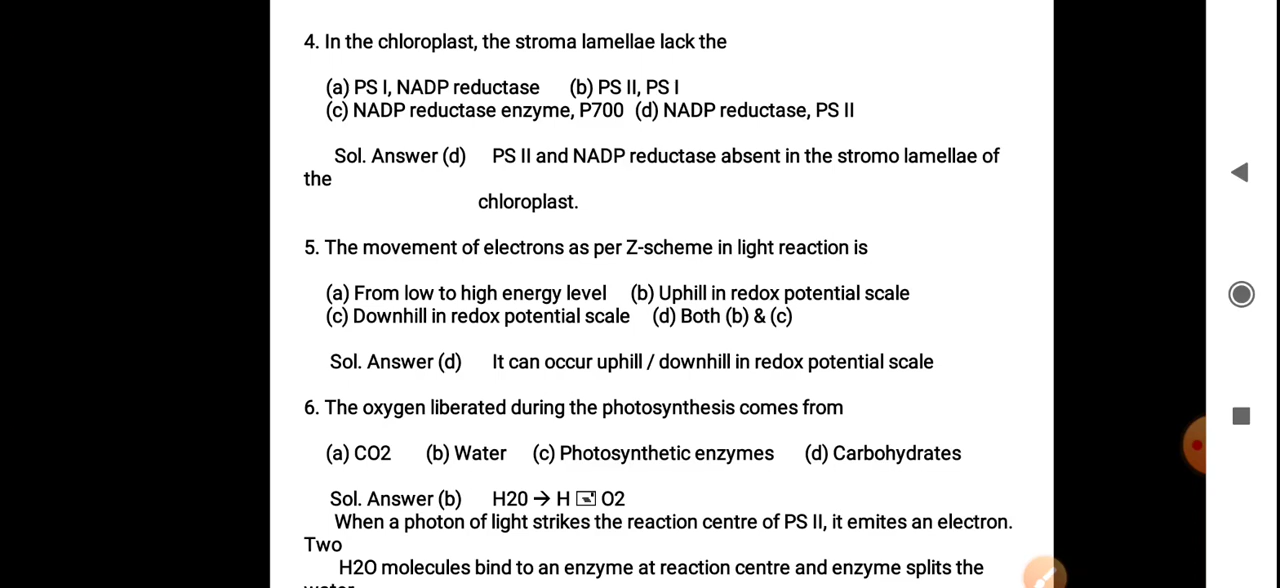 4. In the chloroplast, the stroma lamellae lack the
(a) PS I, NADP reductase (b) PS II, PS I
(c) NADP reductase enzyme, P700 (d) NADP reductase, PS II
Sol. Answer (d) PS II and NADP reductase absent in the stromo lamellae of
the
chloroplast.
5. The movement of electrons as per Z-scheme in light reaction is
(a) From low to high energy level (b) Uphill in redox potential scale
(c) Downhill in redox potential scale (d) Both (b) & (c)
Sol. Answer (d) It can occur uphill / downhill in redox potential scale
6. The oxygen liberated during the photosynthesis comes from
(a) CO2 (b) Water (c) Photosynthetic enzymes (d) Carbohydrates
Sol. Answer (b) H20 → H O2
When a photon of light strikes the reaction centre of PS II, it emites an electron.
Two
H2O molecules bind to an enzyme at reaction centre and enzyme splits the